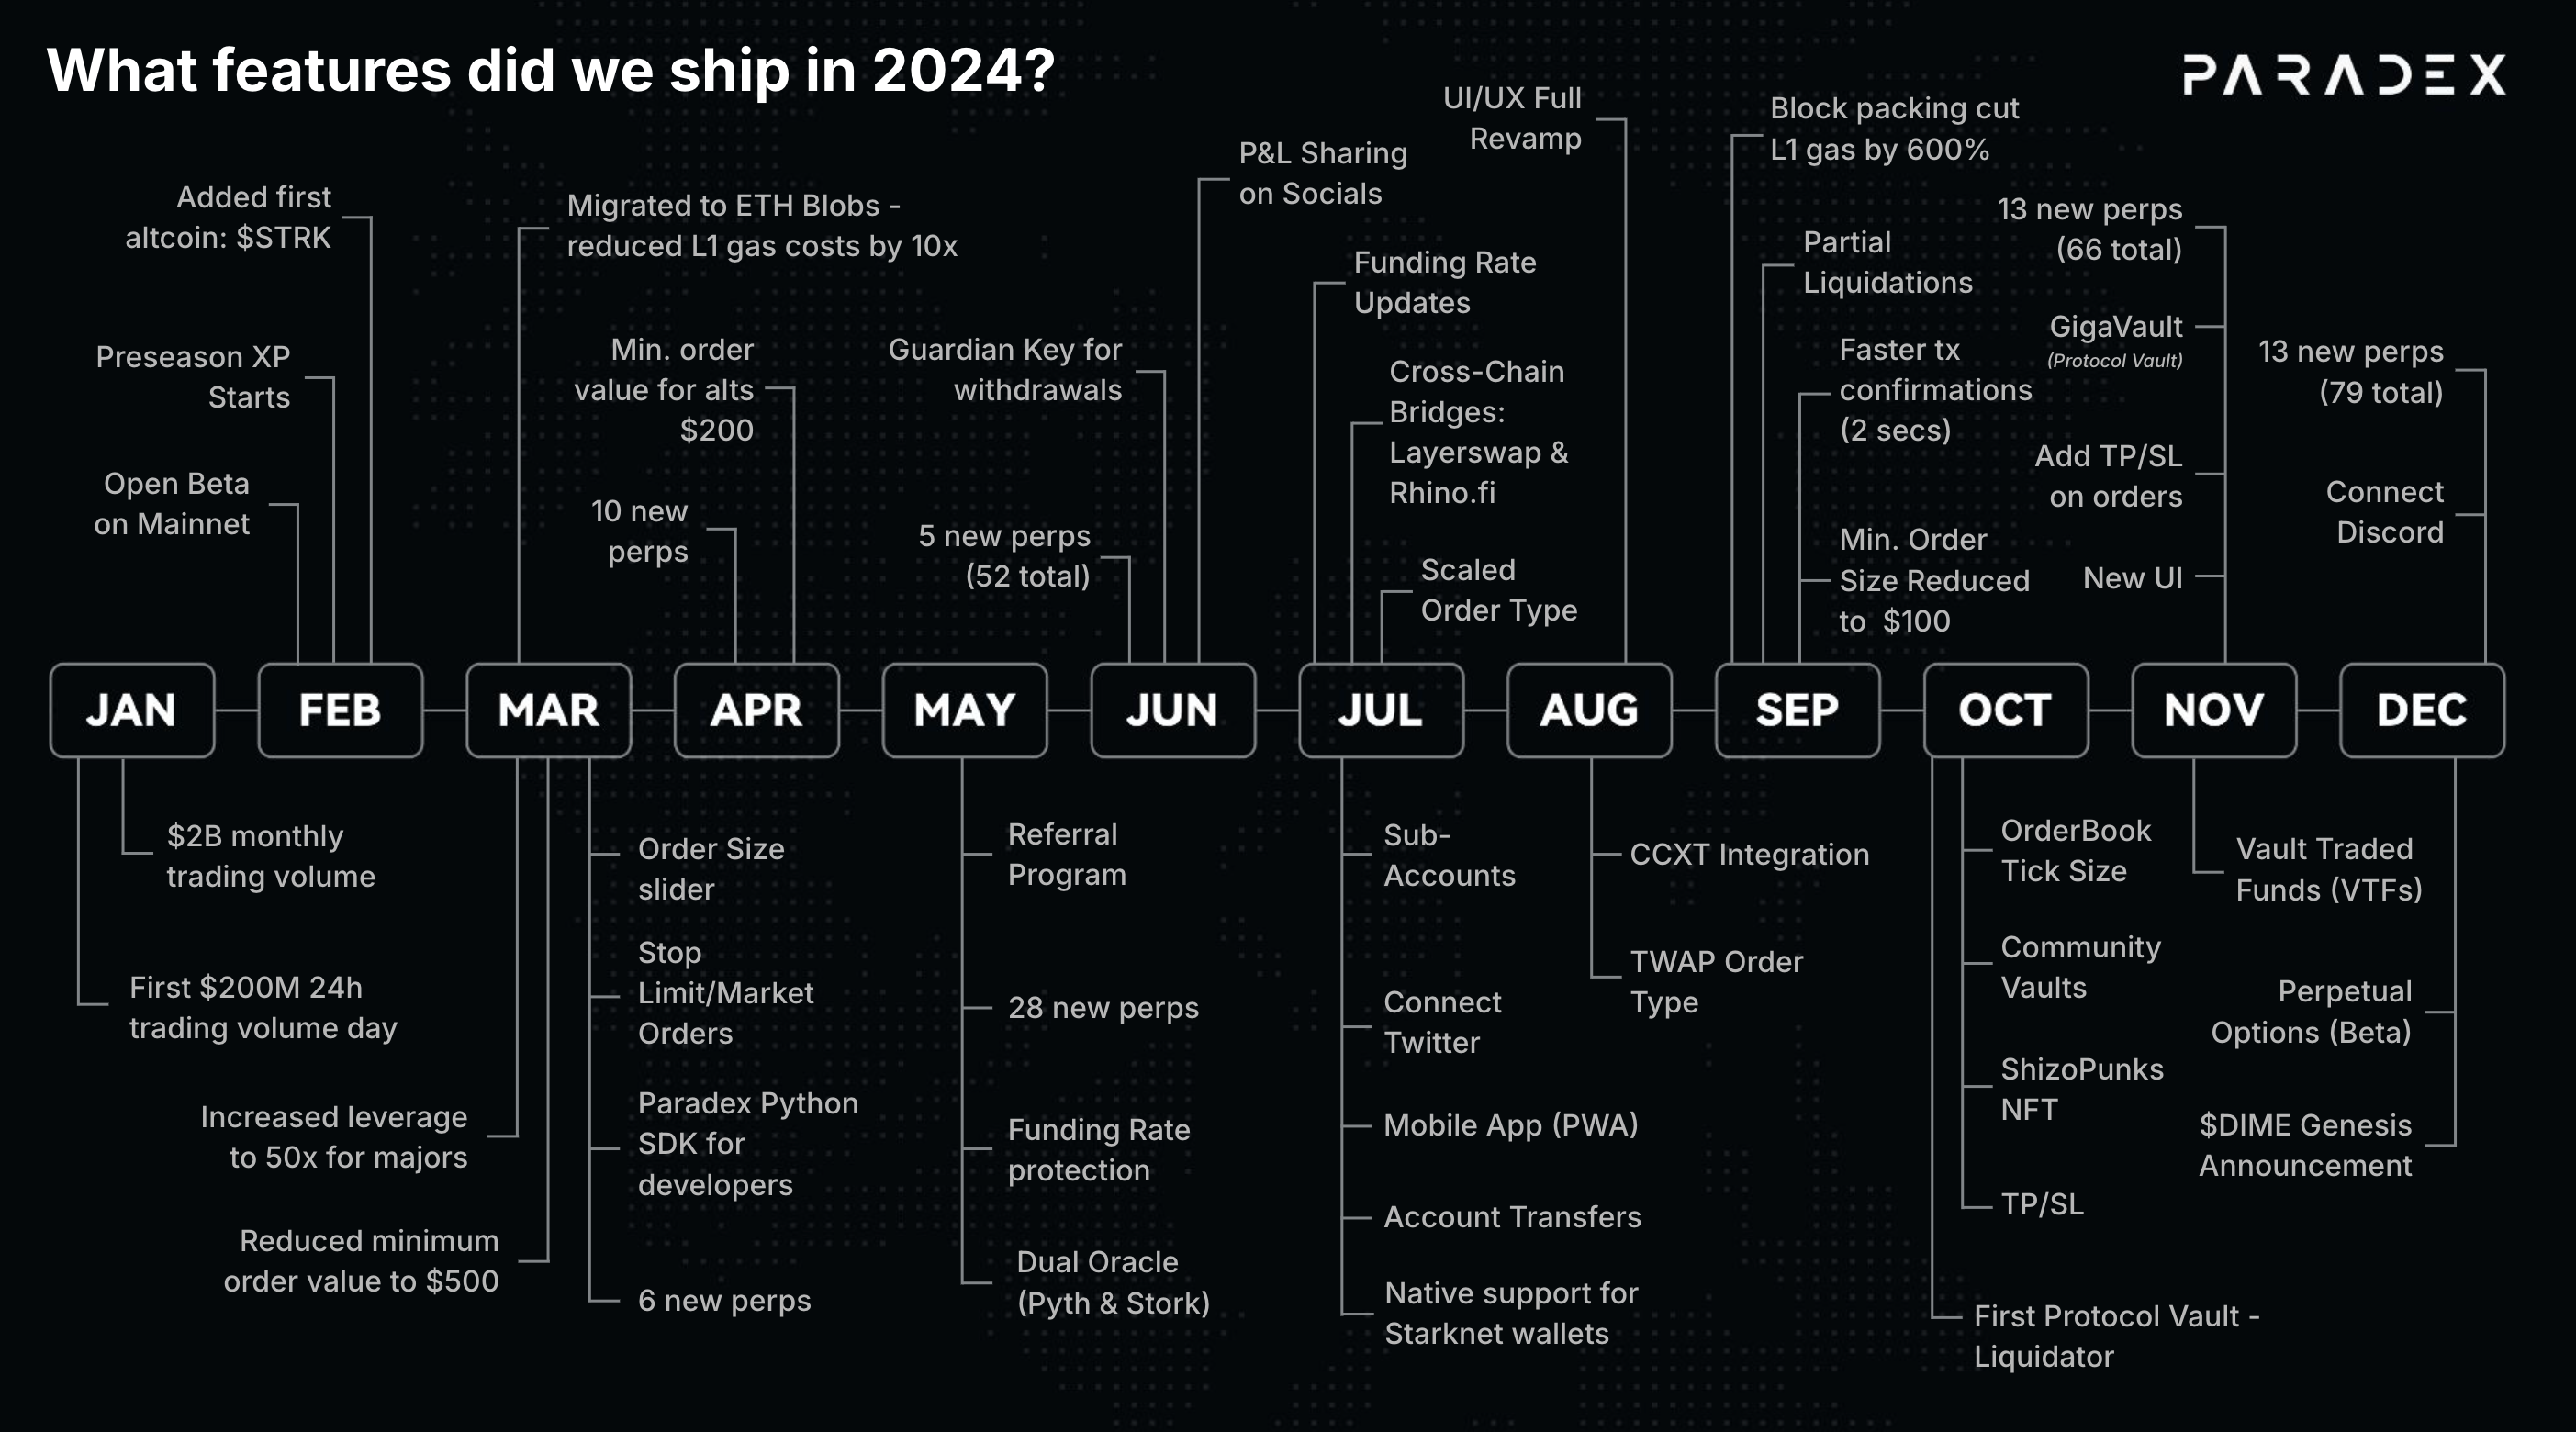 What features did we ship in 2024?
PARADEX
Added first
altcoin: $STRK
Preseason XP
Starts
Open Beta
on Mainnet
Migrated to ETH Blobs -
reduced L1 gas costs by 10x
Min. order
value for alts
$200
10 new
perps
Guardian Key for
withdrawals
5 new perps
(52 total)
P&L Sharing
on Socials
Funding Rate
Updates
Cross-Chain
Bridges:
Layerswap &
Rhino.fi
Scaled
Order Type
UI/UX Full
Revamp
Block packing cut
L1 gas by 600%
Partial
Liquidations
Faster tx
confirmations
(2 secs)
Min. Order
Size Reduced
to $100
13 new perps
(66 total)
GigaVault
(Protocol Vault)
Add TP/SL
on orders
New UI
13 new perps
(79 total)
Connect
Discord
JAN
FEB
MAR
APR
MAY
JUN
JUL
AUG
SEP
OCT
NOV
DEC
$2B monthly
trading volume
First $200M 24h
trading volume day
Increased leverage
to 50x for majors
Reduced minimum
order value to $500
Order Size
slider
Stop
Limit/Market
Orders
Paradex Python
SDK for
developers
6 new perps
Referral
Program
28 new perps
Funding Rate
protection
Dual Oracle
(Pyth & Stork)
Sub-
Accounts
Connect
Twitter
Mobile App (PWA)
Account Transfers
Native support for
Starknet wallets
CCXT Integration
TWAP Order
Type
OrderBook
Tick Size
Community
Vaults
ShizoPunks
NFT
TP/SL
First Protocol Vault -
Liquidator
Vault Traded
Funds (VTFs)
Perpetual
Options (Beta)
$DIME Genesis
Announcement